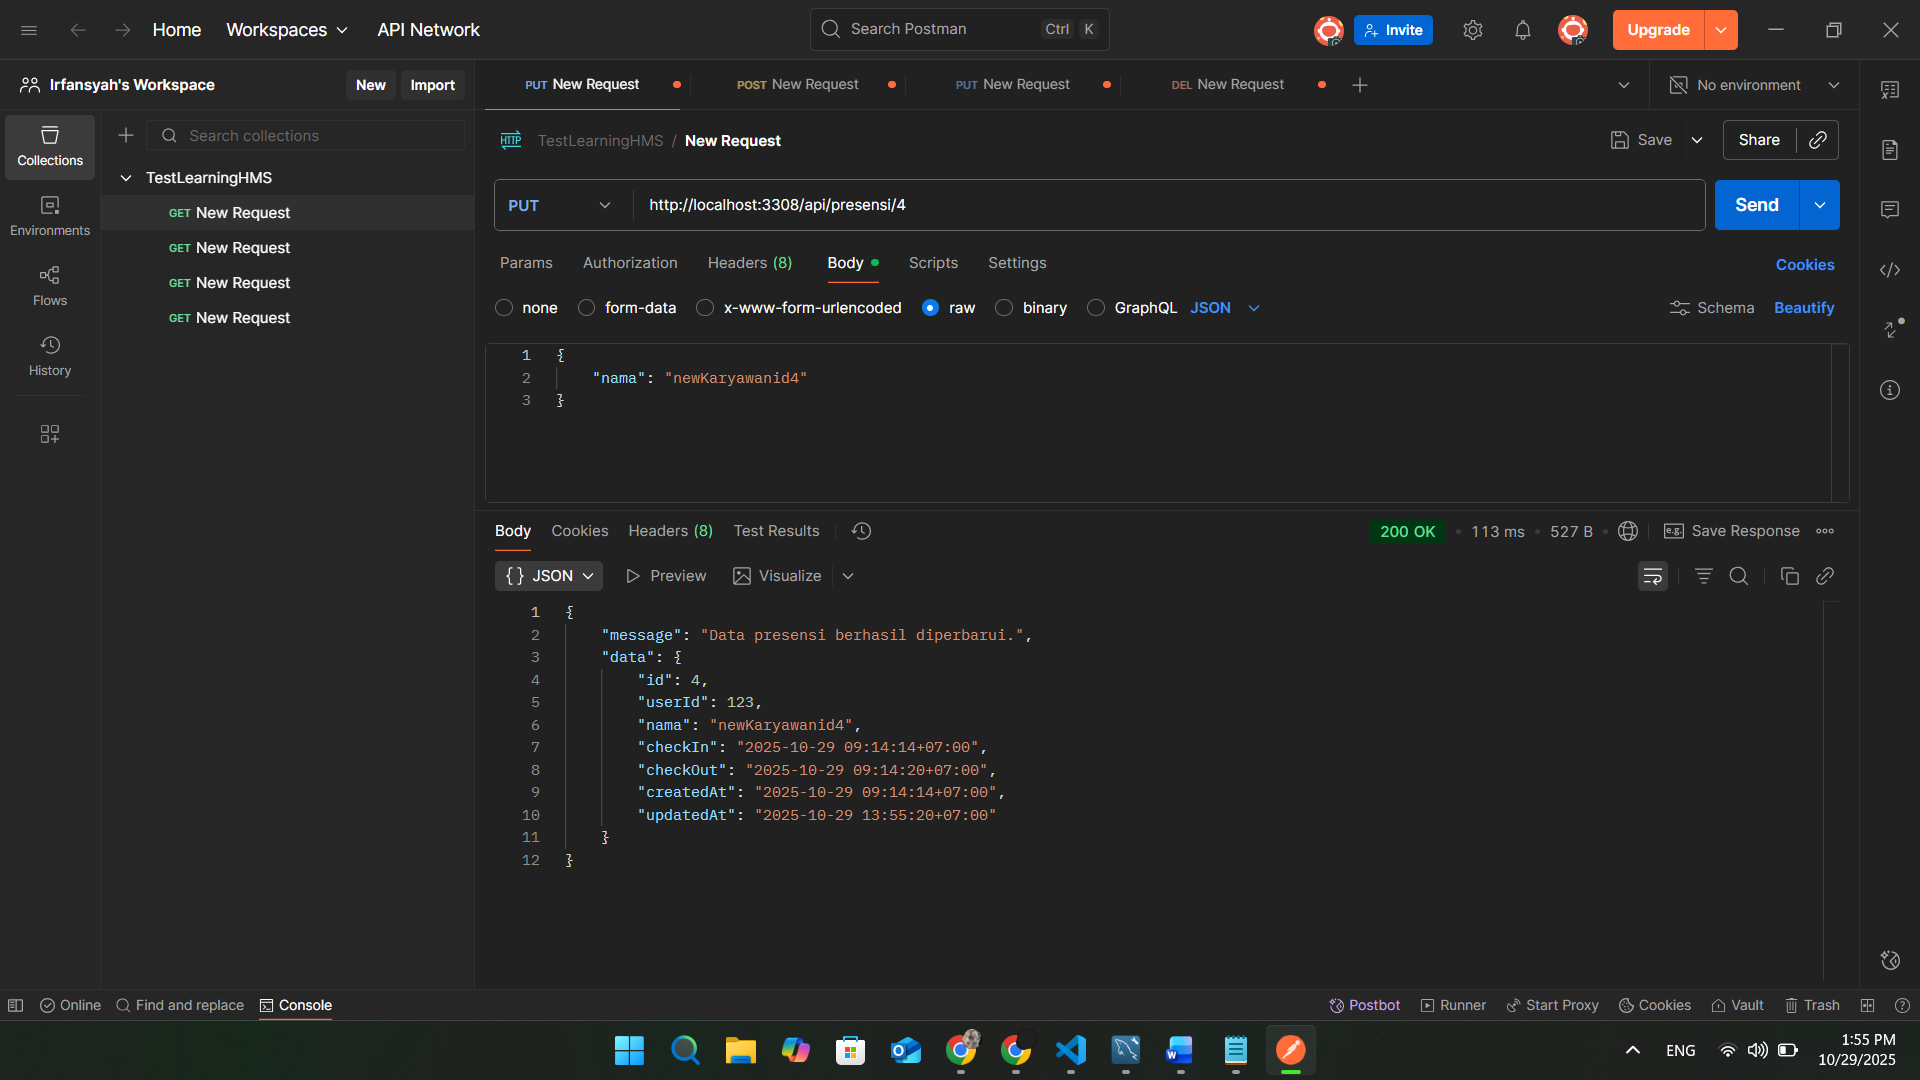 Home Workspaces API Network
Search Postman Ctrl K
Invite Upgrade
Irfansyah's Workspace New Import
PUT New Request POST New Request PUT New Request DEL New Request
No environment
Collections
Environments
Flows
History
Search collections
TestLearningHMS
GET New Request
GET New Request
GET New Request
GET New Request
HTTP TestLearningHMS / New Request
Save Share
PUT http://localhost:3308/api/presensi/4 Send
Params Authorization Headers (8) Body Scripts Settings Cookies
none form-data x-www-form-urlencoded raw binary GraphQL JSON Schema Beautify
1 {
2 "nama": "newKaryawanid4"
3 }
Body Cookies Headers (8) Test Results
200 OK • 113 ms • 527 B e.g. Save Response
{} JSON Preview Visualize
1 {
2 "message": "Data presensi berhasil diperbarui.",
3 "data": {
4 "id": 4,
5 "userId": 123,
6 "nama": "newKaryawanid4",
7 "checkIn": "2025-10-29 09:14:14+07:00",
8 "checkOut": "2025-10-29 09:14:20+07:00",
9 "createdAt": "2025-10-29 09:14:14+07:00",
10 "updatedAt": "2025-10-29 13:55:20+07:00"
11 }
12 }
Online Find and replace Console
Postbot Runner Start Proxy Cookies Vault Trash
ENG
1:55 PM
10/29/2025